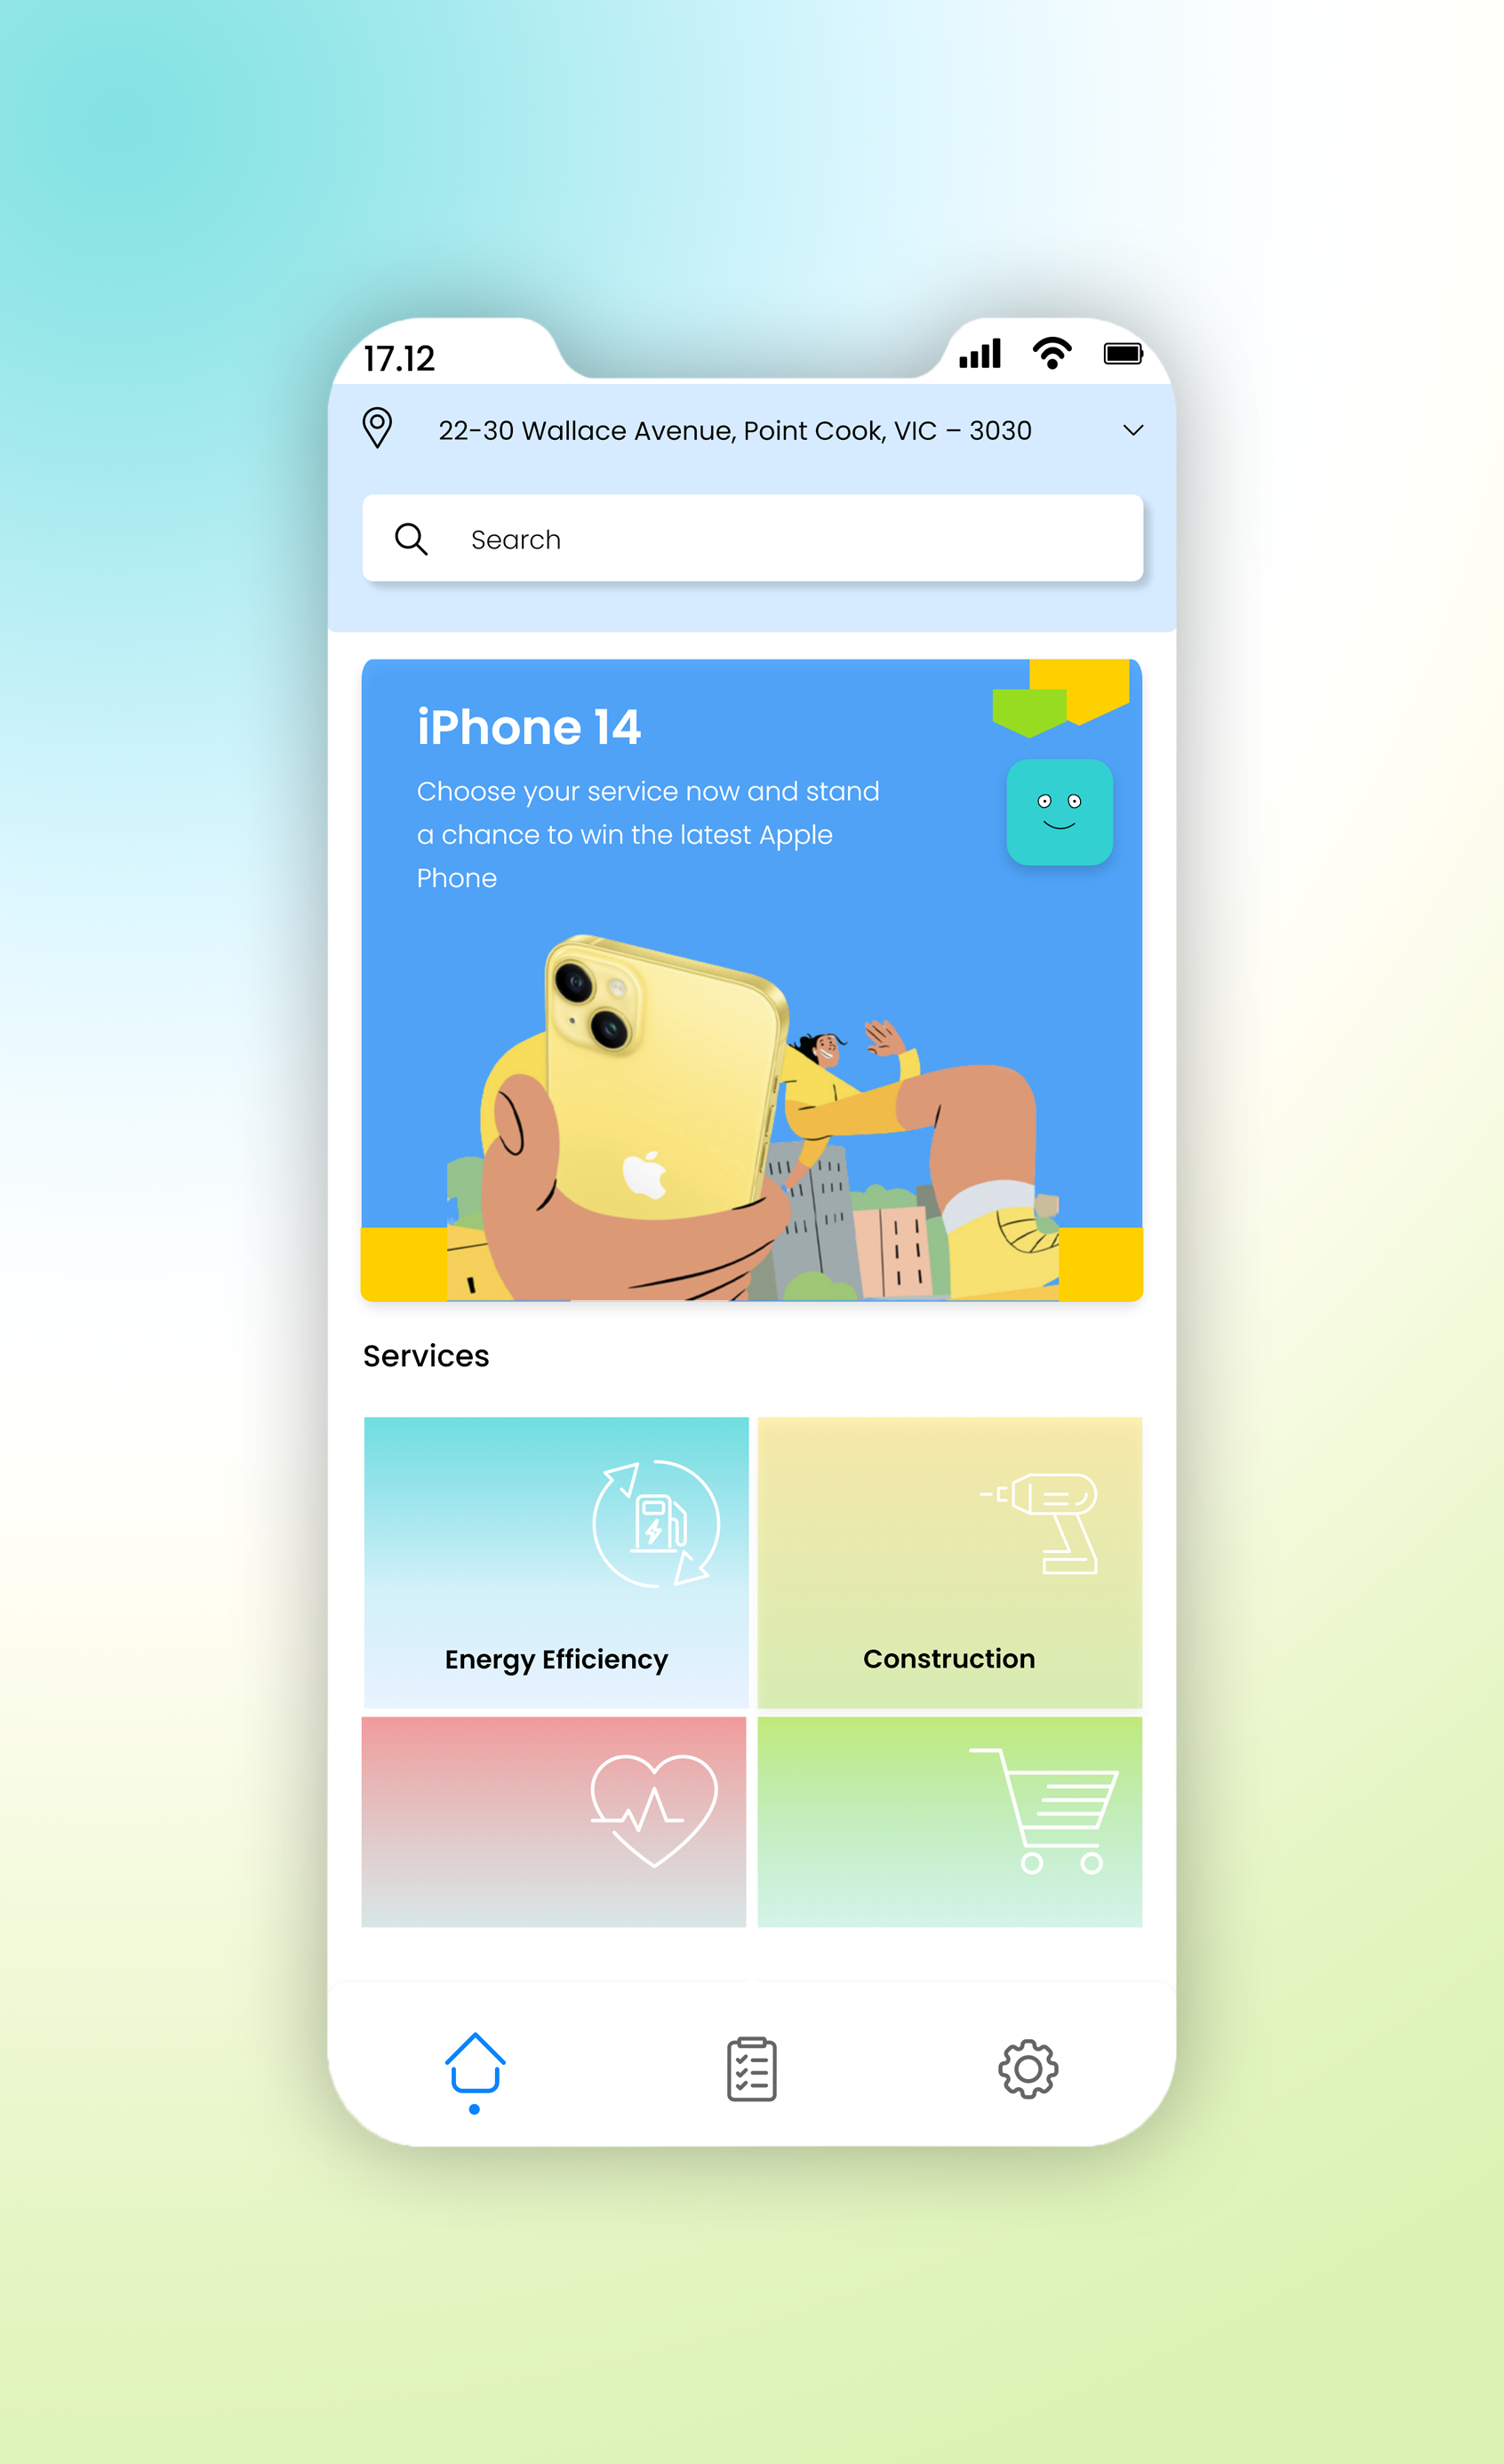 17.12
22-30 Wallace Avenue, Point Cook, VIC – 3030
Search
iPhone 14
Choose your service now and stand
a chance to win the latest Apple
Phone
Services
Energy Efficiency
Construction